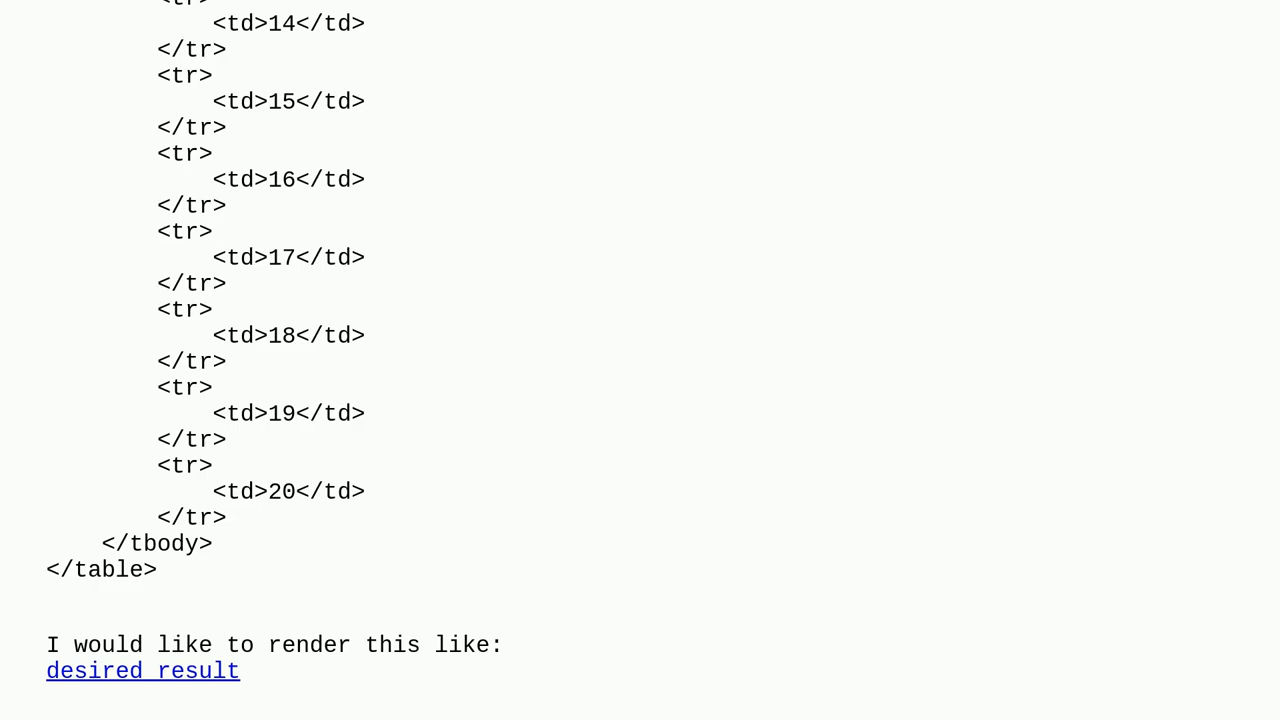 <td>14</td>
</tr>
<tr>
<td>15</td>
</tr>
<tr>
<td>16</td>
</tr>
<tr>
<td>17</td>
</tr>
<tr>
<td>18</td>
</tr>
<tr>
<td>19</td>
</tr>
<tr>
<td>20</td>
</tr>
</tbody>
</table>
I would like to render this like:
desired result